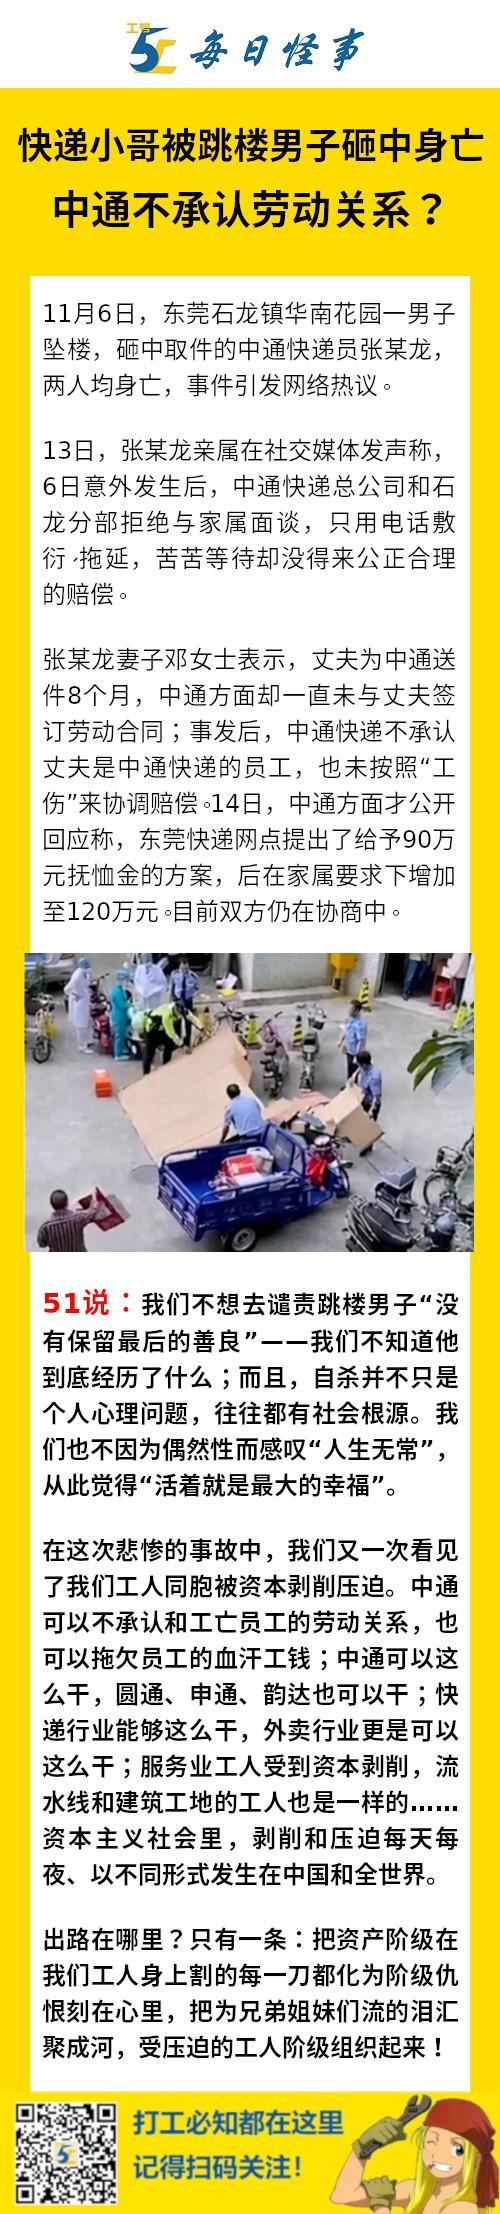 工号
51
每日怪事
快递小哥被跳楼男子砸中身亡
中通不承认劳动关系？
11月6日，东莞石龙镇华南花园一男子
坠楼，砸中取件的中通快递员张某龙，
两人均身亡，事件引发网络热议。
13日，张某龙亲属在社交媒体发声称，
6日意外发生后，中通快递总公司和石
龙分部拒绝与家属面谈，只用电话敷
衍、拖延，苦苦等待却没得来公正合理
的赔偿。
张某龙妻子邓女士表示，丈夫为中通送
件8个月，中通方面却一直未与丈夫签
订劳动合同；事发后，中通快递不承认
丈夫是中通快递的员工，也未按照“工
伤”来协调赔偿。14日，中通方面才公开
回应称，东莞快递网点提出了给予90万
元抚恤金的方案，后在家属要求下增加
至120万元。目前双方仍在协商中。
51说：我们不想去谴责跳楼男子“没
有保留最后的善良”——我们不知道他
到底经历了什么；而且，自杀并不只是
个人心理问题，往往都有社会根源。我
们也不因为偶然性而感叹“人生无常”，
从此觉得“活着就是最大的幸福”。
在这次悲惨的事故中，我们又一次看见
了我们工人同胞被资本剥削压迫。中通
可以不承认和工亡员工的劳动关系，也
可以拖欠员工的血汗工钱；中通可以这
么干，圆通、申通、韵达也可以干；快
递行业能够这么干，外卖行业更是可以
这么干；服务业工人受到资本剥削，流
水线和建筑工地的工人也是一样的……
资本主义社会里，剥削和压迫每天每
夜、以不同形式发生在中国和全世界。
出路在哪里？只有一条：把资产阶级在
我们工人身上割的每一刀都化为阶级仇
恨刻在心里，把为兄弟姐妹们流的泪汇
聚成河，受压迫的工人阶级组织起来！
打工必知都在这里
记得扫码关注！